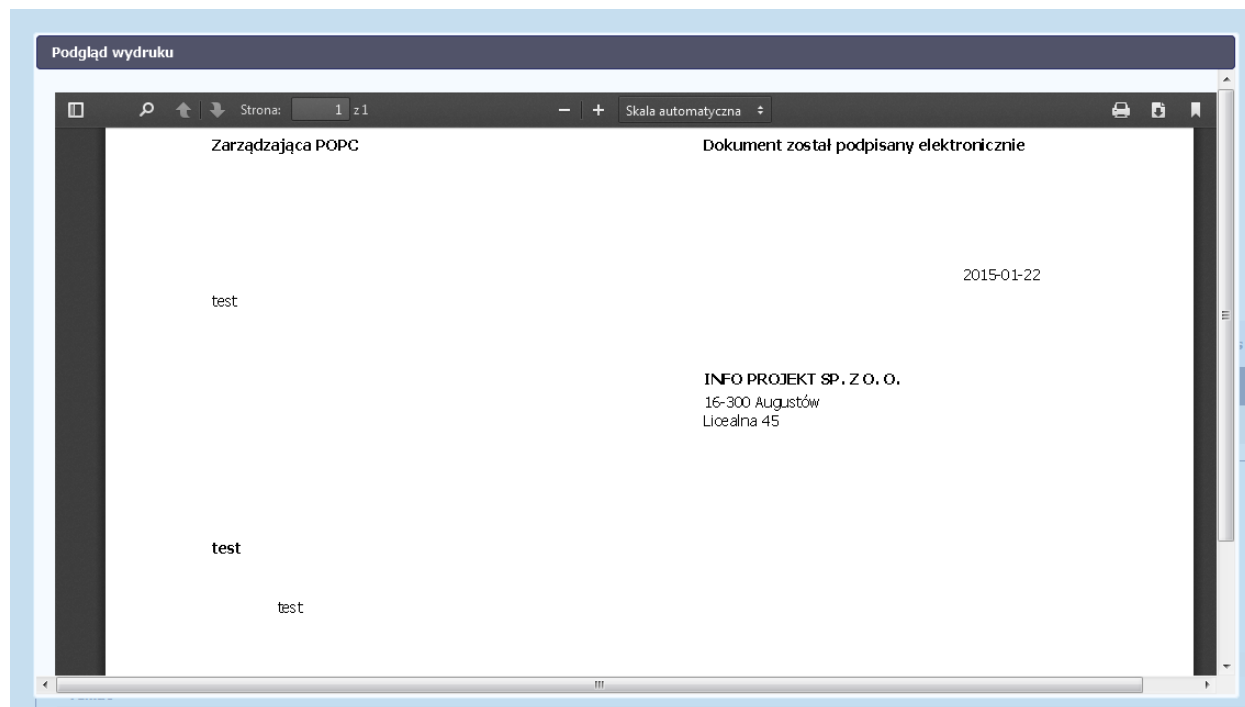 Podgląd wydruku
Strona: 1 z 1 Skala automatyczna
Zarządzająca POPC Dokument został podpisany elektronicznie
2015-01-22
test
INFO PROJEKT SP. Z O. O.
16-300 Augustów
Licealna 45
test
test